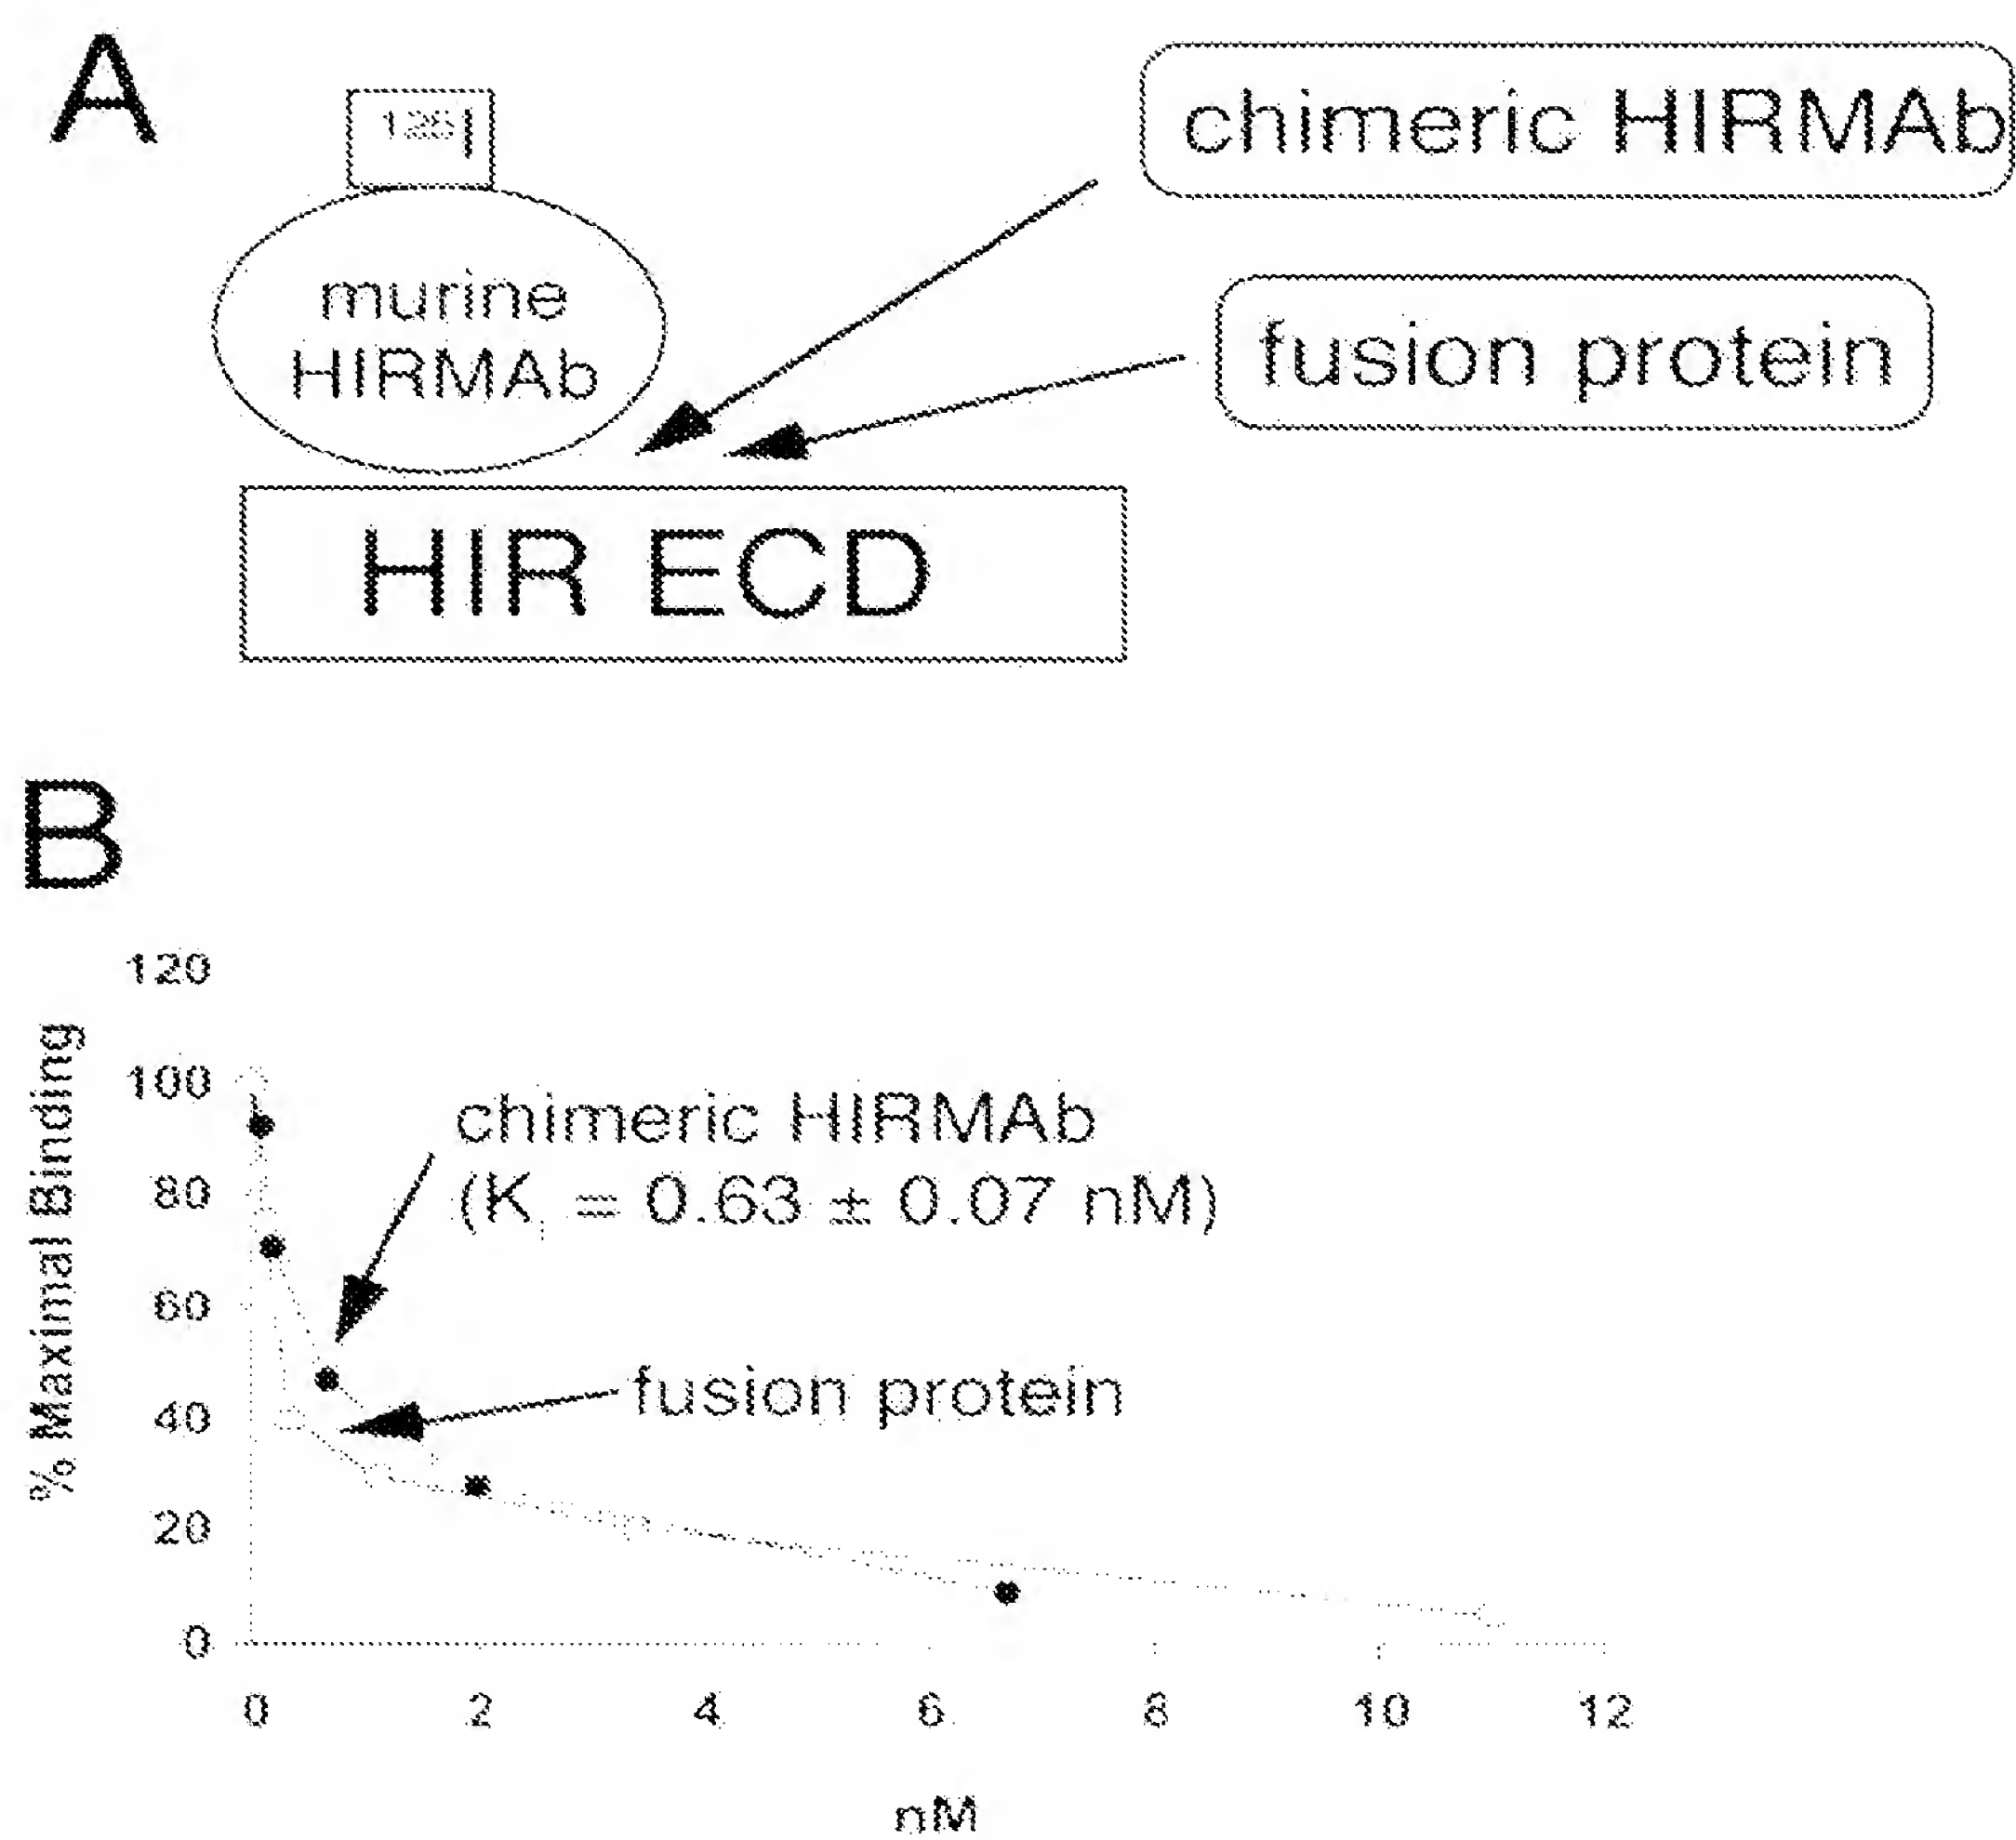 A
125I
chimeric HIRMAb
murine
HIRMAb
fusion protein
HIR ECD
B
120
100
80
60
40
20
0
% Maximal Binding
chimeric HIRMAb
(Ki = 0.63 ± 0.07 nM)
fusion protein
0 2 4 6 8 10 12
nM